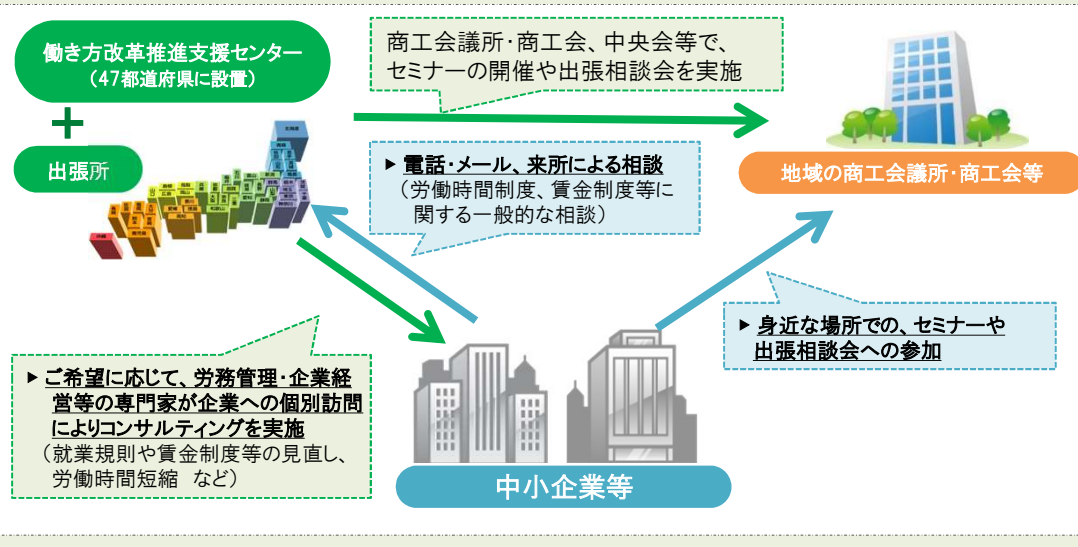 働き方改革推進支援センター
（47都道府県に設置）
＋
出張所
商工会議所・商工会、中央会等で、
セミナーの開催や出張相談会を実施
▶ 電話・メール、来所による相談
（労働時間制度、賃金制度等に
関する一般的な相談）
地域の商工会議所・商工会等
▶ 身近な場所での、セミナーや
出張相談会への参加
▶ ご希望に応じて、労務管理・企業経
営等の専門家が企業への個別訪問
によりコンサルティングを実施
（就業規則や賃金制度等の見直し、
労働時間短縮　など）
中小企業等